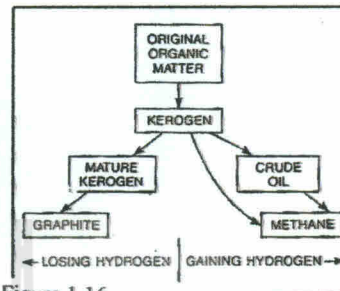 ORIGINAL
ORGANIC
MATTER
KEROGEN
MATURE
KEROGEN
CRUDE
OIL
GRAPHITE
METHANE
LOSING HYDROGEN
GAINING HYDROGEN
Figure 1-16